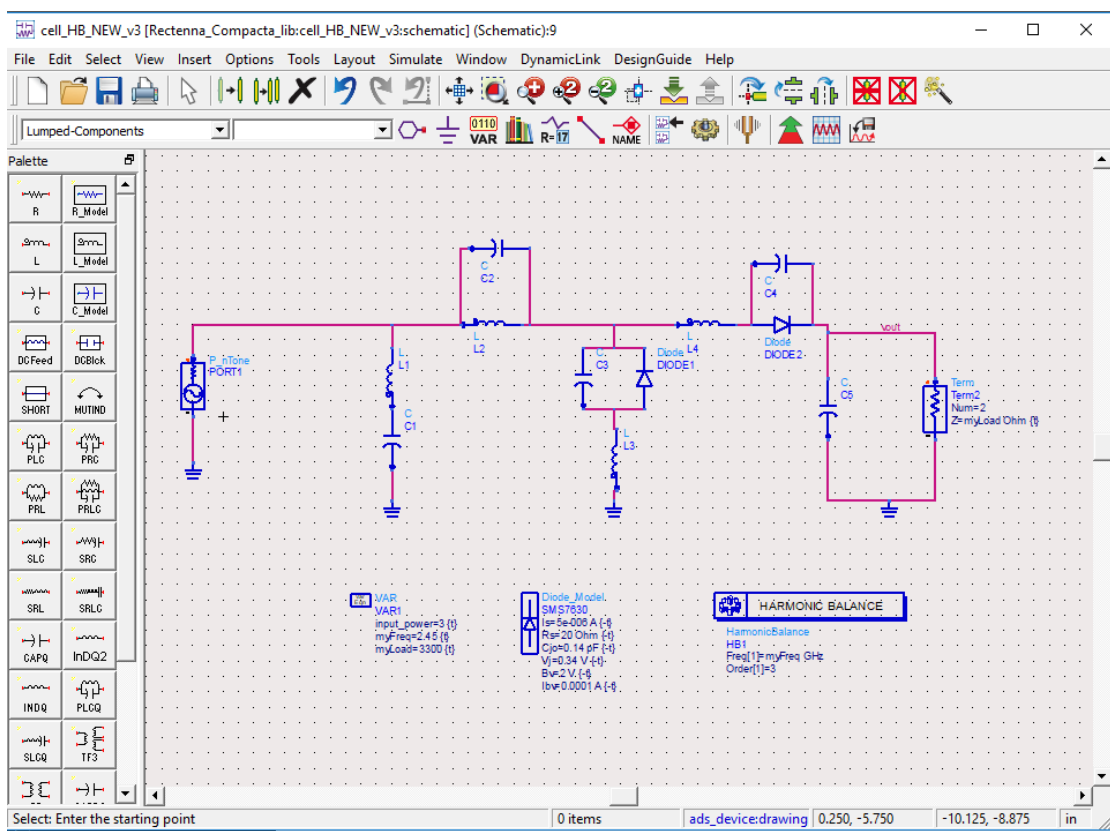 cell_HB_NEW_v3 [Rectenna_Compacta_lib:cell_HB_NEW_v3:schematic] (Schematic):9
File Edit Select View Insert Options Tools Layout Simulate Window DynamicLink DesignGuide Help
Lumped-Components
0110
VAR
R=17
NAME
Palette
R
R_Model
L
L_Model
C
C_Model
DCFeed
DCBlck
SHORT
MUTIND
PLC
PRC
PRL
PRLC
SLC
SRC
SRL
SRLC
CAPQ
InDQ2
INDQ
PLCQ
SLCQ
TF3
P_nTone
PORT1
L
L1
C
C1
C
C2
L
L2
C
C3
Diode
DIODE1
L
L3
L
L4
C
C4
Diode
DIODE2
C
C5
vout
Term
Term2
Num=2
Z=myLoad Ohm {t}
VAR
VAR1
input_power=3 {t}
myFreq=2.45 {t}
myLoad=3300 {t}
Diode_Model
SMS7630
Is=5e-006 A {-t}
Rs=20 Ohm {-t}
Cjo=0.14 pF {-t}
Vj=0.34 V {-t}
Bv=2 V {-t}
Ibv=0.0001 A {-t}
HARMONIC BALANCE
HarmonicBalance
HB1
Freq[1]=myFreq GHz
Order[1]=3
Select: Enter the starting point
0 items
ads_device:drawing
0.250, -5.750
-10.125, -8.875
in